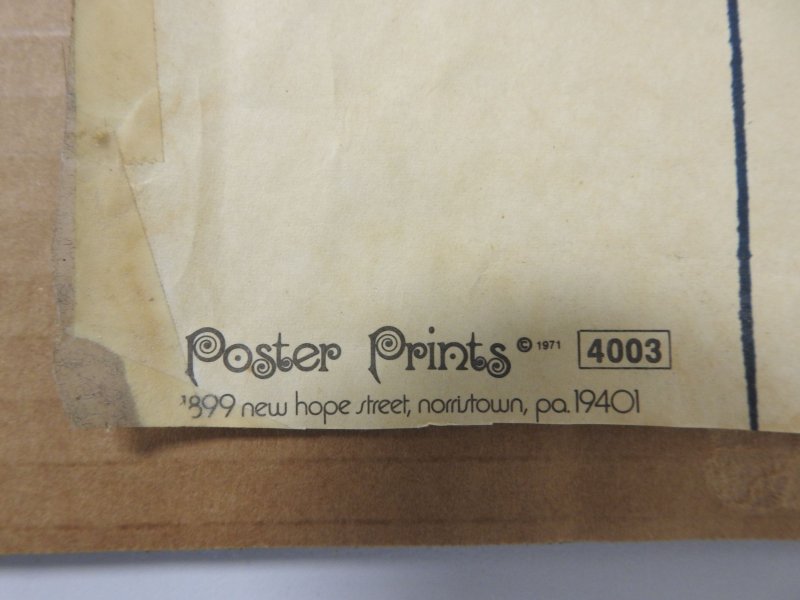 Poster Prints © 1971 4003
1899 new hope street, norristown, pa. 19401